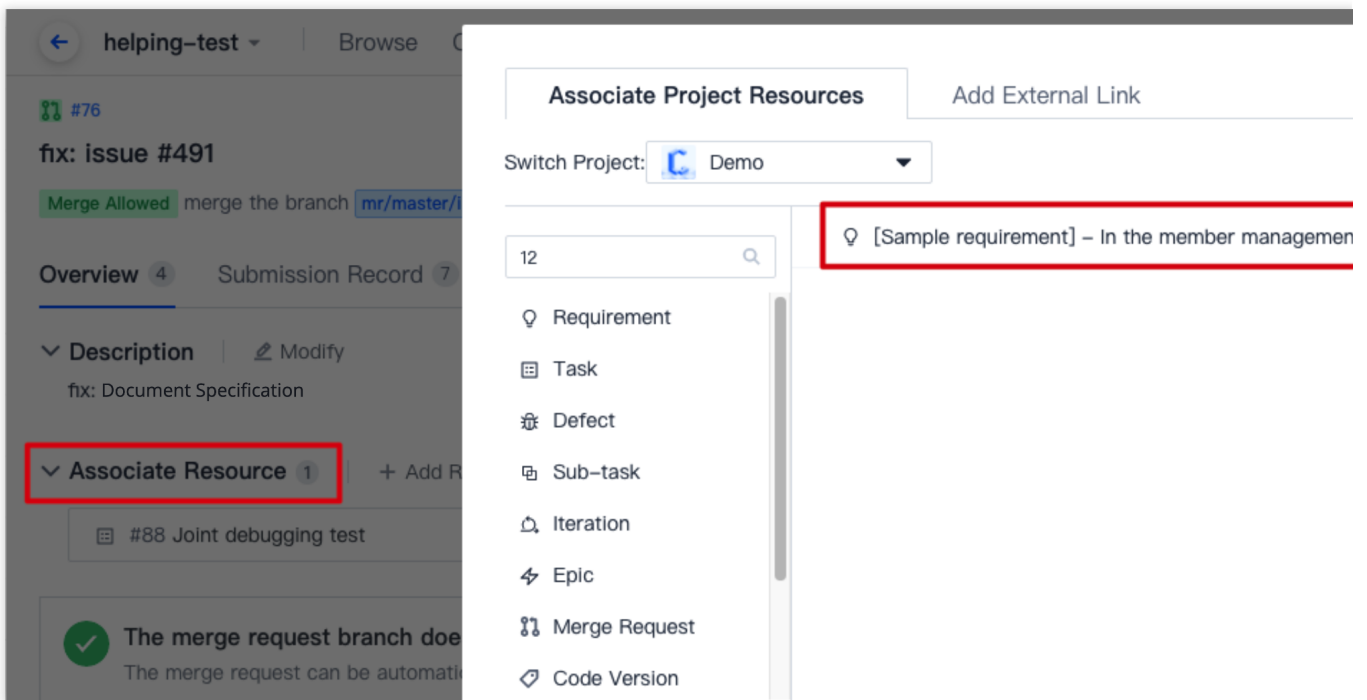 helping-test
Browse
#76
fix: issue #491
Merge Allowed merge the branch mr/master/i
Overview 4 Submission Record 7
Description Modify
fix: Document Specification
Associate Resource 1 + Add R
#88 Joint debugging test
The merge request branch doe
The merge request can be automati
Associate Project Resources Add External Link
Switch Project: Demo
12
Requirement
Task
Defect
Sub-task
Iteration
Epic
Merge Request
Code Version
[Sample requirement] - In the member managemen